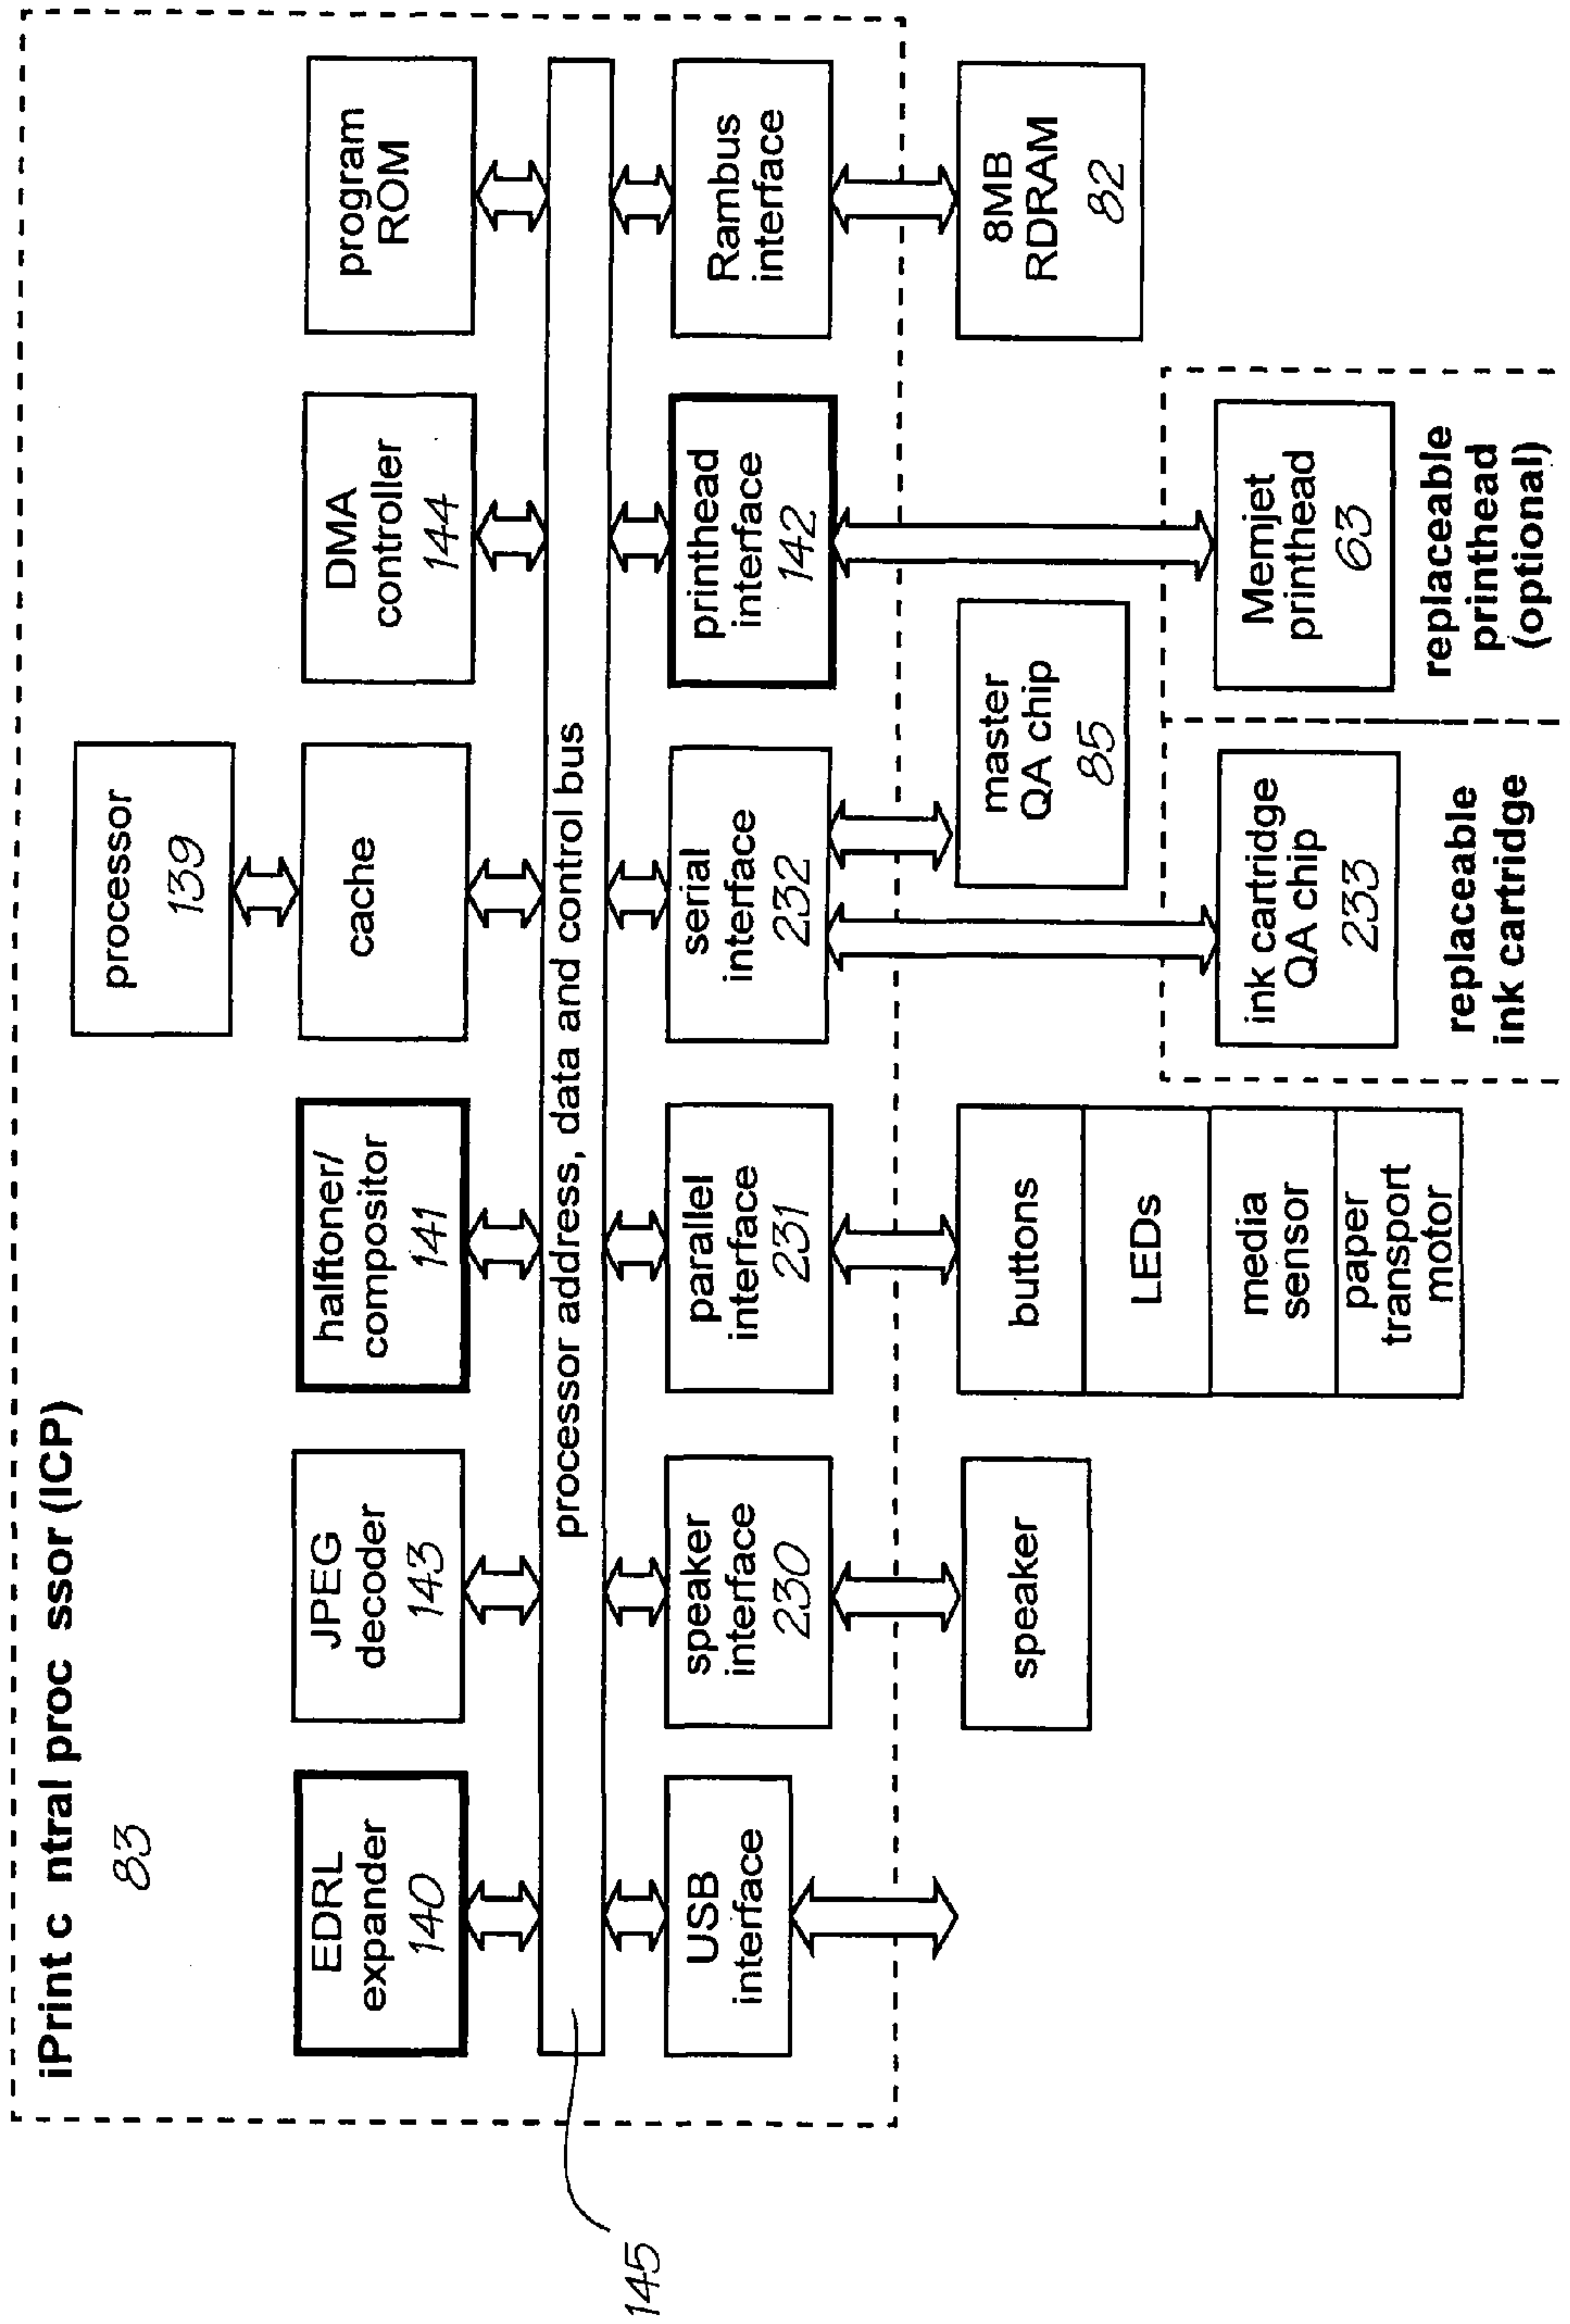 iPrint c ntral proc ssor (ICP)
83
processor
139
EDRL
expander
140
JPEG
decoder
143
halftoner/
compositor
141
cache
DMA
controller
144
program
ROM
processor address, data and control bus
145
USB
interface
speaker
interface
230
parallel
interface
231
serial
interface
232
printhead
interface
142
Rambus
interface
speaker
buttons
LEDs
media
sensor
paper
transport
motor
master
QA chip
85
8MB
RDRAM
82
ink cartridge
QA chip
233
Memjet
printhead
63
replaceable
ink cartridge
replaceable
printhead
(optional)